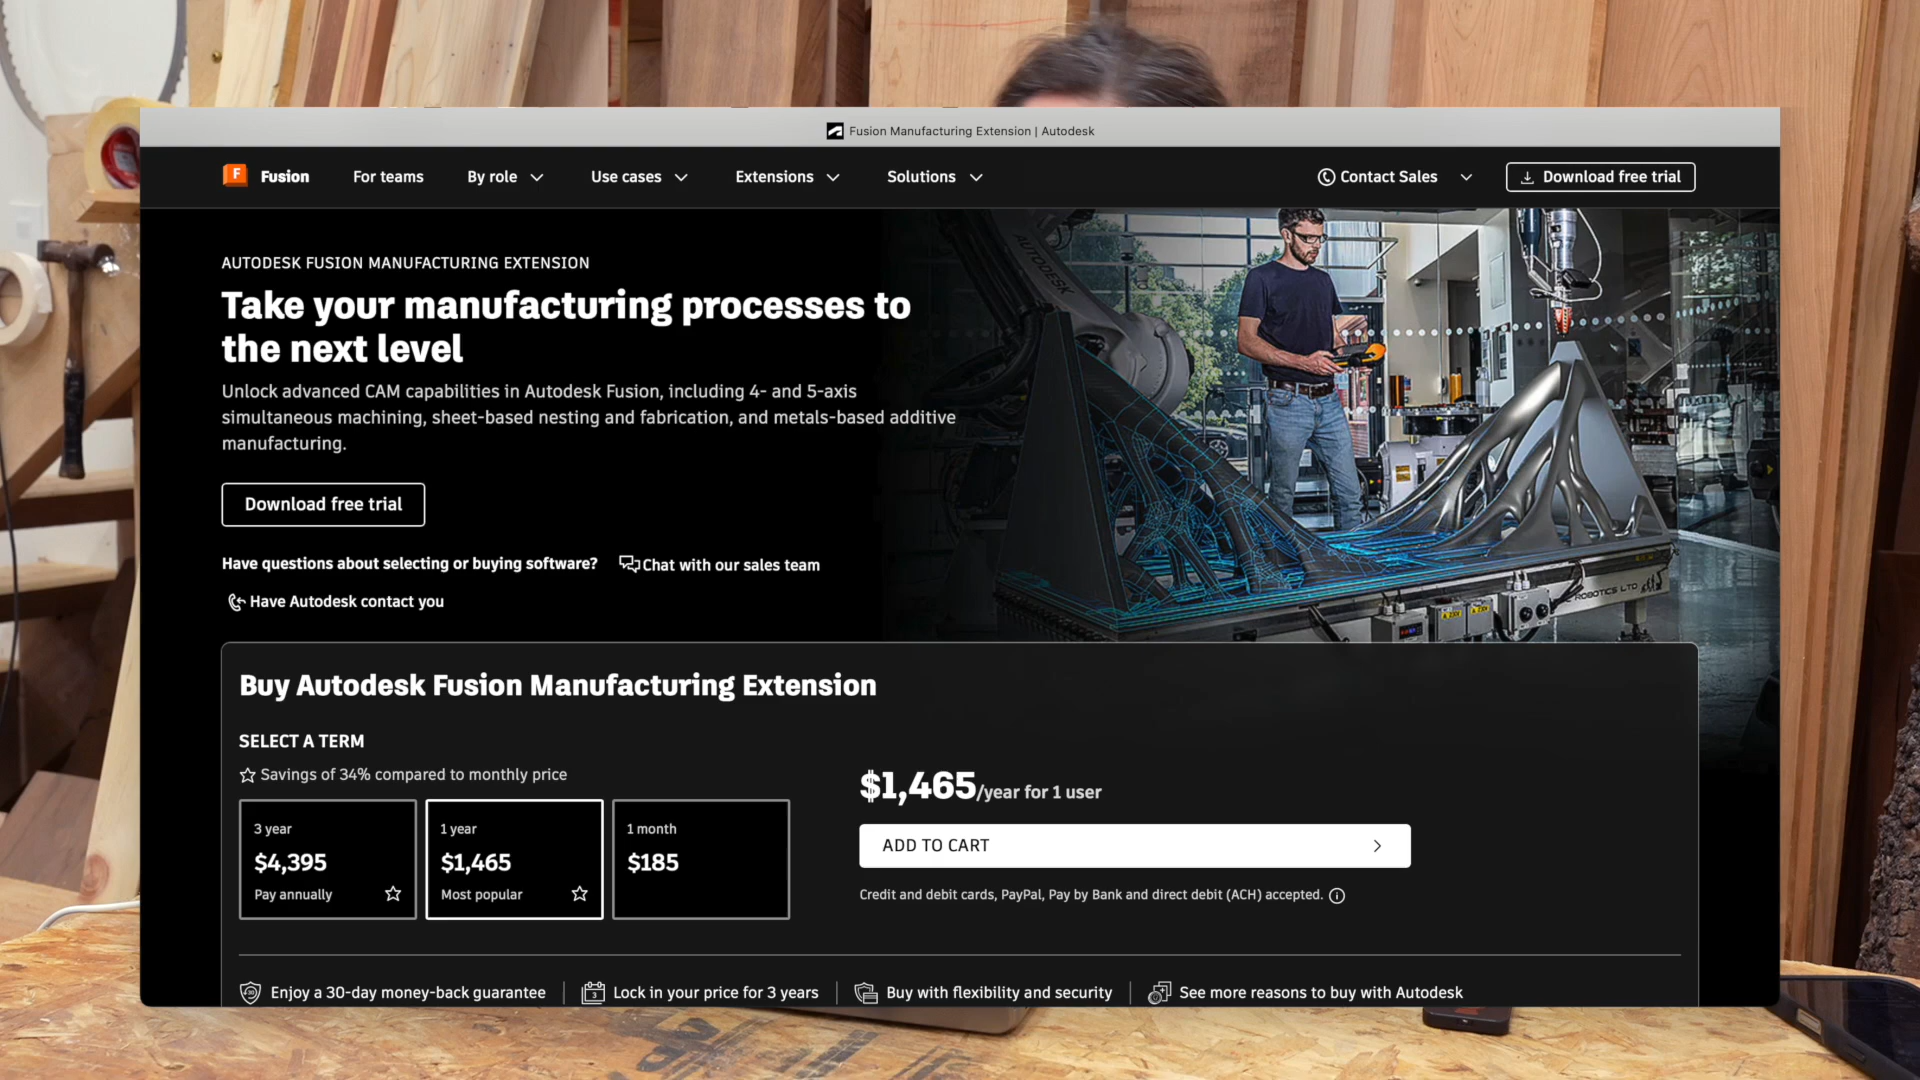 Fusion Manufacturing Extension | Autodesk
F Fusion For teams By role Use cases Extensions Solutions Contact Sales Download free trial
AUTODESK FUSION MANUFACTURING EXTENSION
Take your manufacturing processes to
the next level
Unlock advanced CAM capabilities in Autodesk Fusion, including 4- and 5-axis
simultaneous machining, sheet-based nesting and fabrication, and metals-based additive
manufacturing.
Download free trial
Have questions about selecting or buying software? Chat with our sales team
Have Autodesk contact you
AUTODESK
ROBOTICS LTD
Buy Autodesk Fusion Manufacturing Extension
SELECT A TERM
Savings of 34% compared to monthly price
3 year
$4,395
Pay annually
1 year
$1,465
Most popular
1 month
$185
$1,465/year for 1 user
ADD TO CART
Credit and debit cards, PayPal, Pay by Bank and direct debit (ACH) accepted.
Enjoy a 30-day money-back guarantee
Lock in your price for 3 years
Buy with flexibility and security
See more reasons to buy with Autodesk